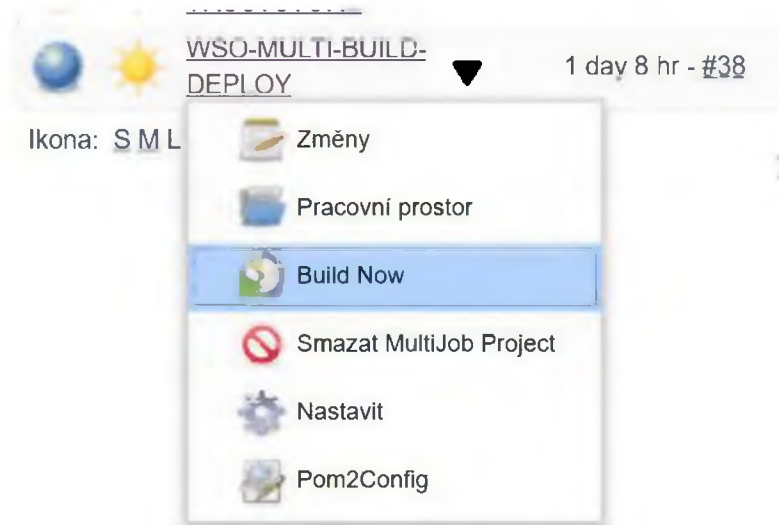 WSO-MULTI-BUILD-
DEPLOY
1 day 8 hr - #38
Ikona: S M L
Změny
Pracovní prostor
Build Now
Smazat MultiJob Project
Nastavit
Pom2Config